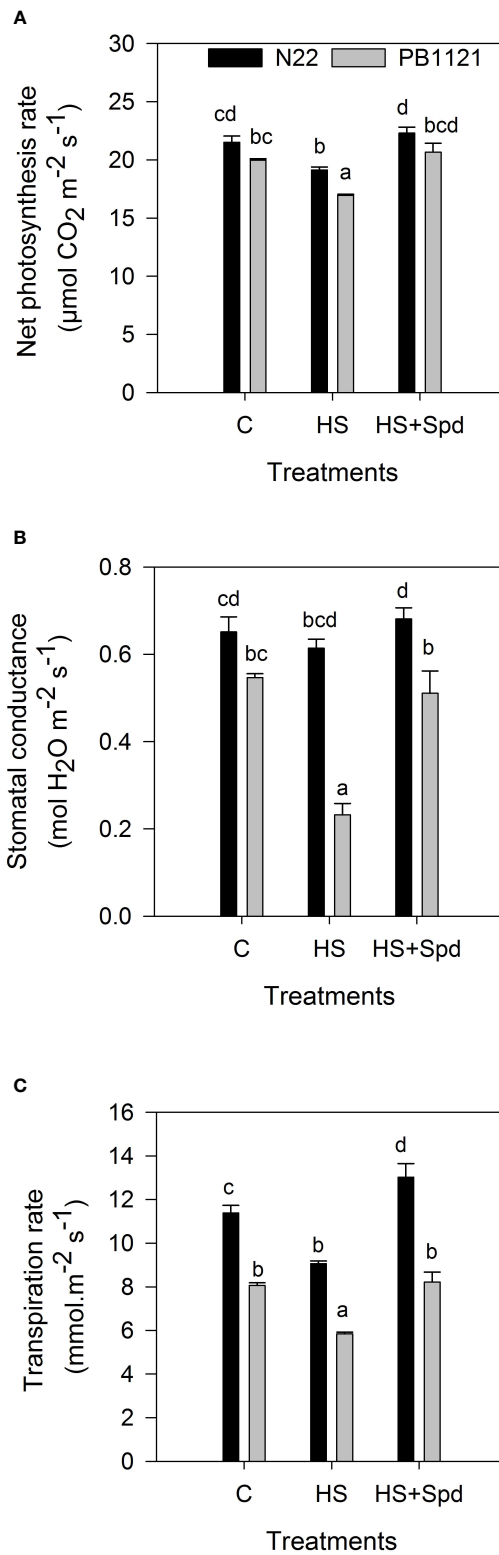 A
Net photosynthesis rate
(μmol CO2 m-2 s-1)
30
25
20
15
10
5
0
N22
PB1121
cd
bc
b
a
d
bcd
C
HS
HS+Spd
Treatments
B
Stomatal conductance
(mol H2O m-2 s-1)
0.8
0.6
0.4
0.2
0.0
cd
bc
bcd
a
d
b
C
HS
HS+Spd
Treatments
C
Transpiration rate
(mmol.m-2 s-1)
16
14
12
10
8
6
4
2
0
c
b
b
a
d
b
C
HS
HS+Spd
Treatments